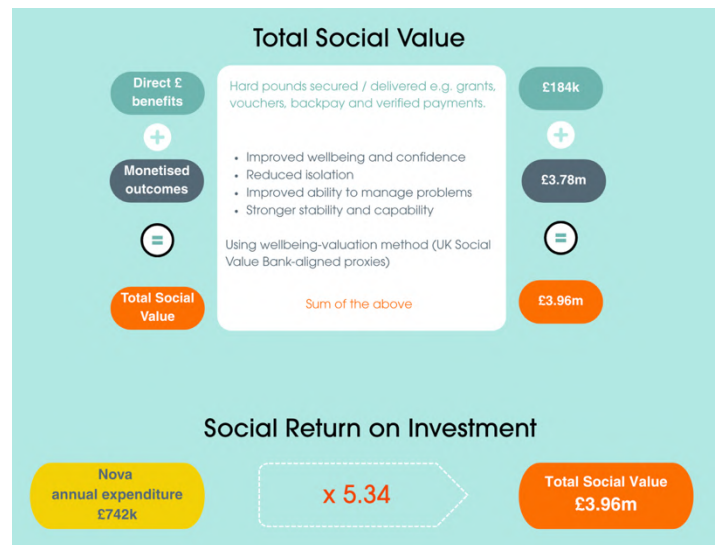 Total Social Value
Direct £
benefits
Hard pounds secured / delivered e.g. grants,
vouchers, backpay and verified payments.
£184k
+
+
Monetised
outcomes
• Improved wellbeing and confidence
• Reduced isolation
• Improved ability to manage problems
• Stronger stability and capability
£3.78m
=
=
Using wellbeing-valuation method (UK Social
Value Bank-aligned proxies)
Total Social
Value
Sum of the above
£3.96m
Social Return on Investment
Nova
annual expenditure
£742k
x 5.34
Total Social Value
£3.96m